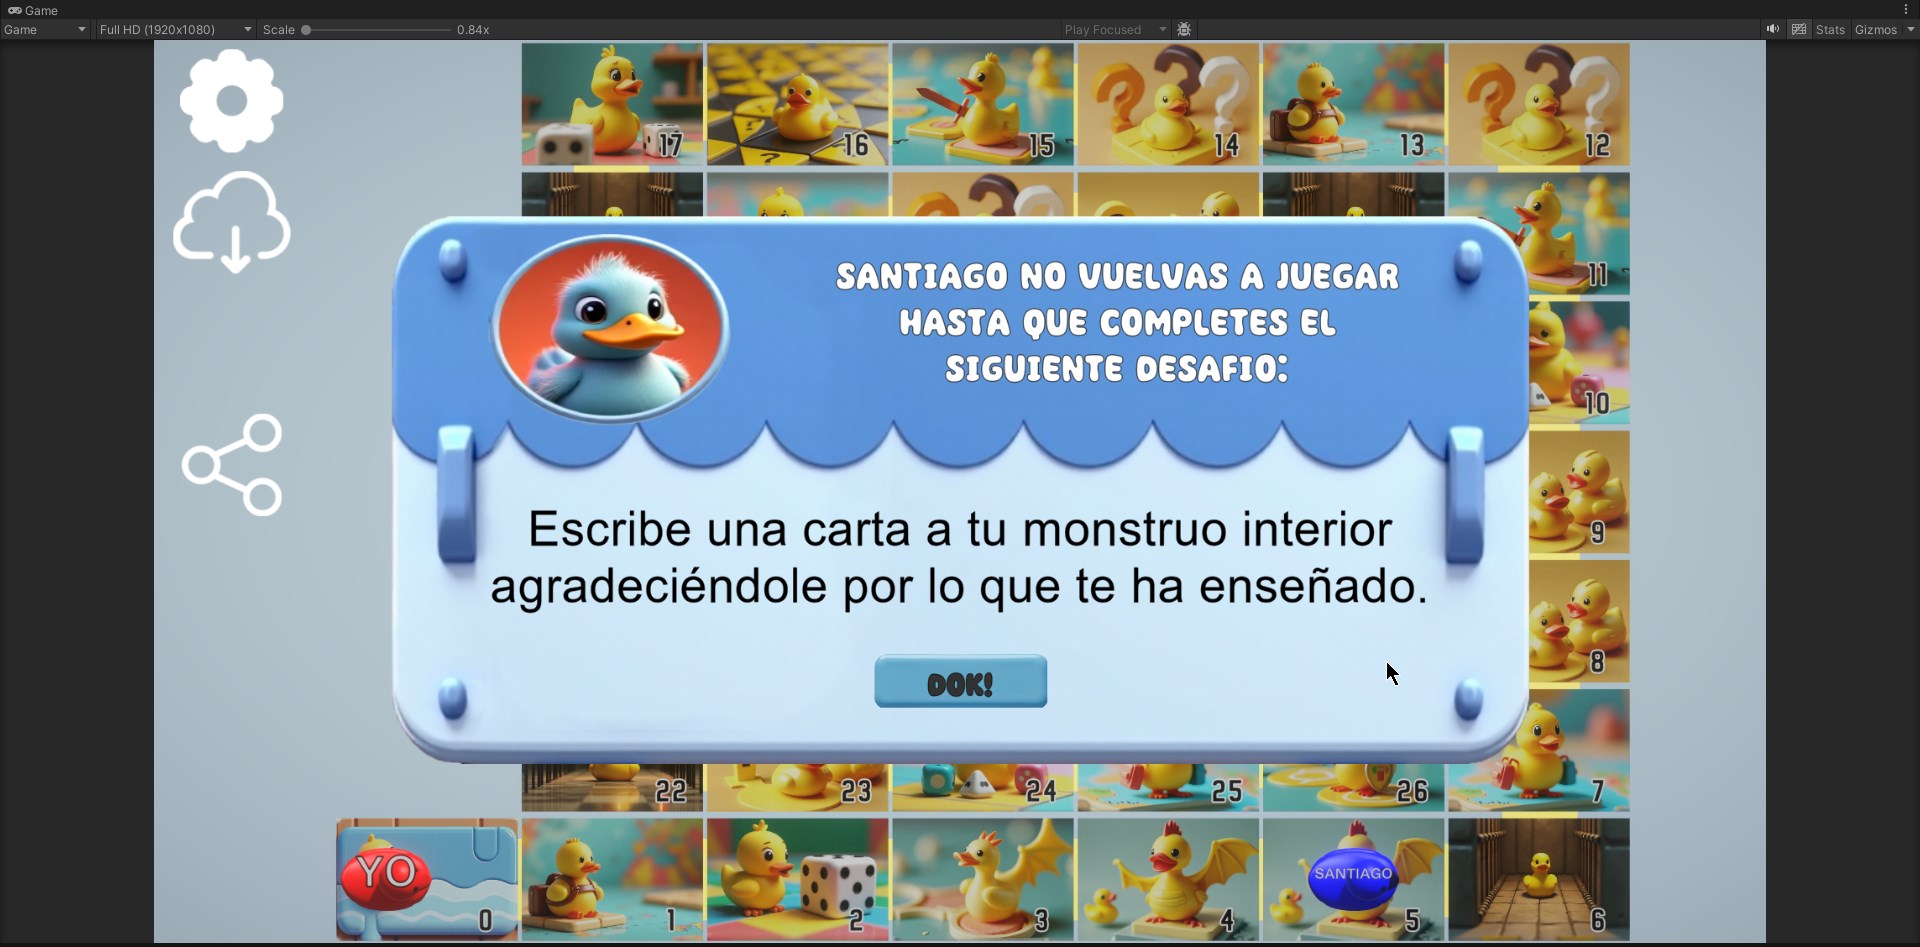 Game
Game
Full HD (1920x1080)
Scale
0.84x
Play Focused
Stats
Gizmos
17
16
15
14
13
12
SANTIAGO NO VUELVAS A JUEGAR
HASTA QUE COMPLETES EL
SIGUIENTE DESAFIO:
11
10
Escribe una carta a tu monstruo interior
agradeciéndole por lo que te ha enseñado.
9
8
DOK!
22
23
24
25
26
7
YO
0
1
2
3
4
SANTIAGO
5
6